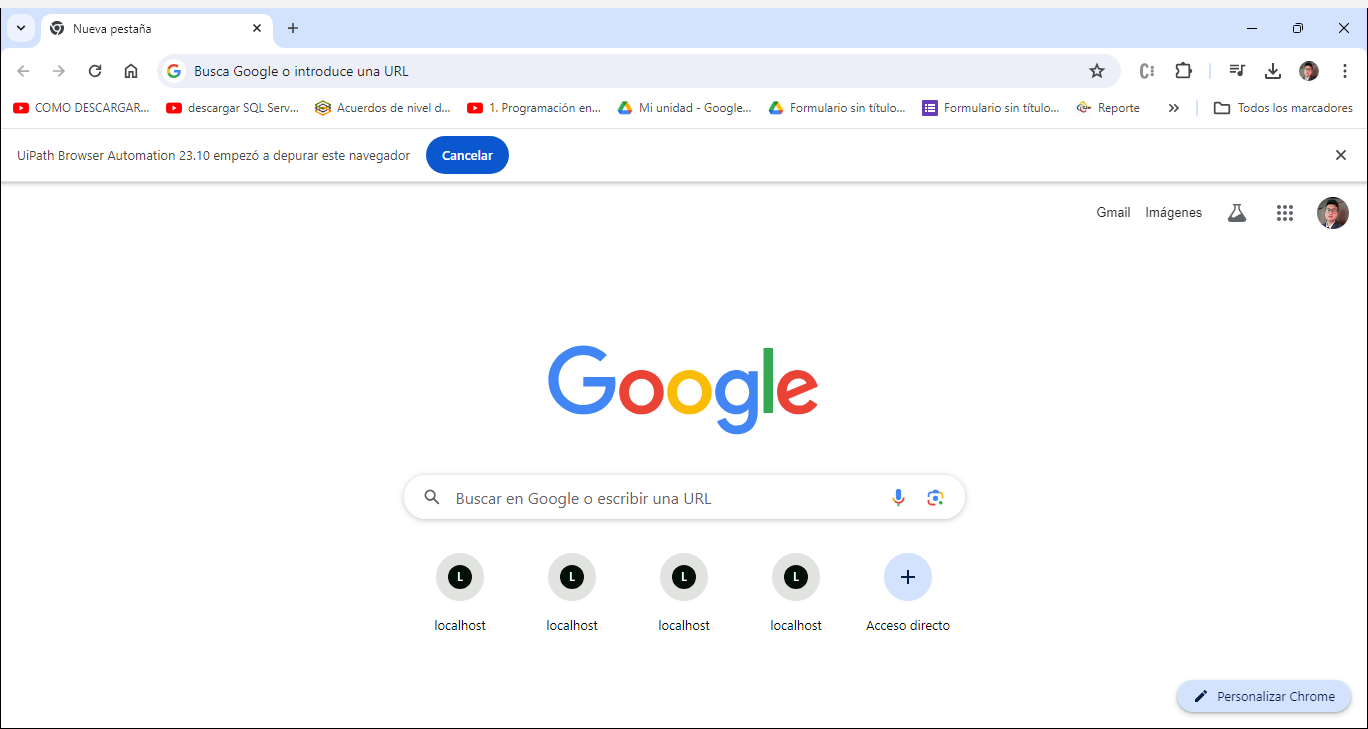 Nueva pestaña
Busca Google o introduce una URL
COMO DESCARGAR... descargar SQL Serv... Acuerdos de nivel d... 1. Programación en... Mi unidad - Google... Formulario sin título... Formulario sin título... Reporte Todos los marcadores
UiPath Browser Automation 23.10 empezó a depurar este navegador Cancelar
Gmail Imágenes
Google
Buscar en Google o escribir una URL
L L L L
localhost localhost localhost localhost Acceso directo
Personalizar Chrome